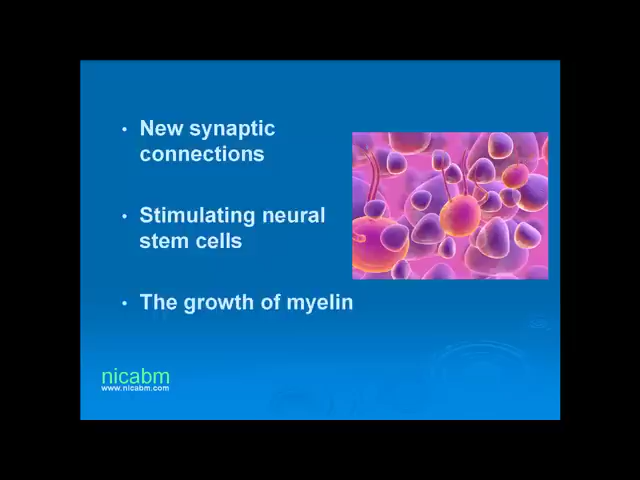 • New synaptic
connections
• Stimulating neural
stem cells
• The growth of myelin
nicabm
www.nicabm.com